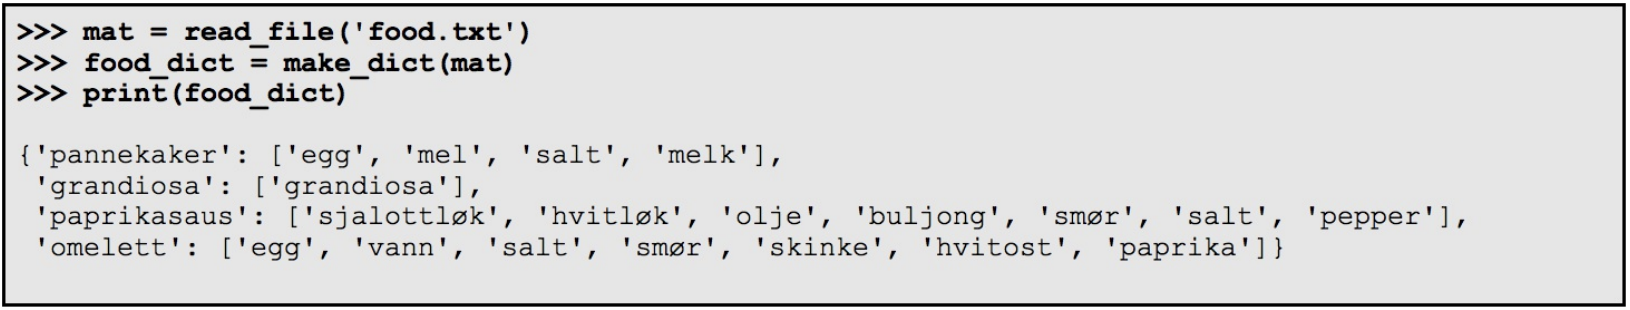 >>> mat = read_file('food.txt')
>>> food_dict = make_dict(mat)
>>> print(food_dict)
{'pannekaker': ['egg', 'mel', 'salt', 'melk'],
'grandiosa': ['grandiosa'],
'paprikasaus': ['sjalottløk', 'hvitløk', 'olje', 'buljong', 'smør', 'salt', 'pepper'],
'omelett': ['egg', 'vann', 'salt', 'smør', 'skinke', 'hvitost', 'paprika']}